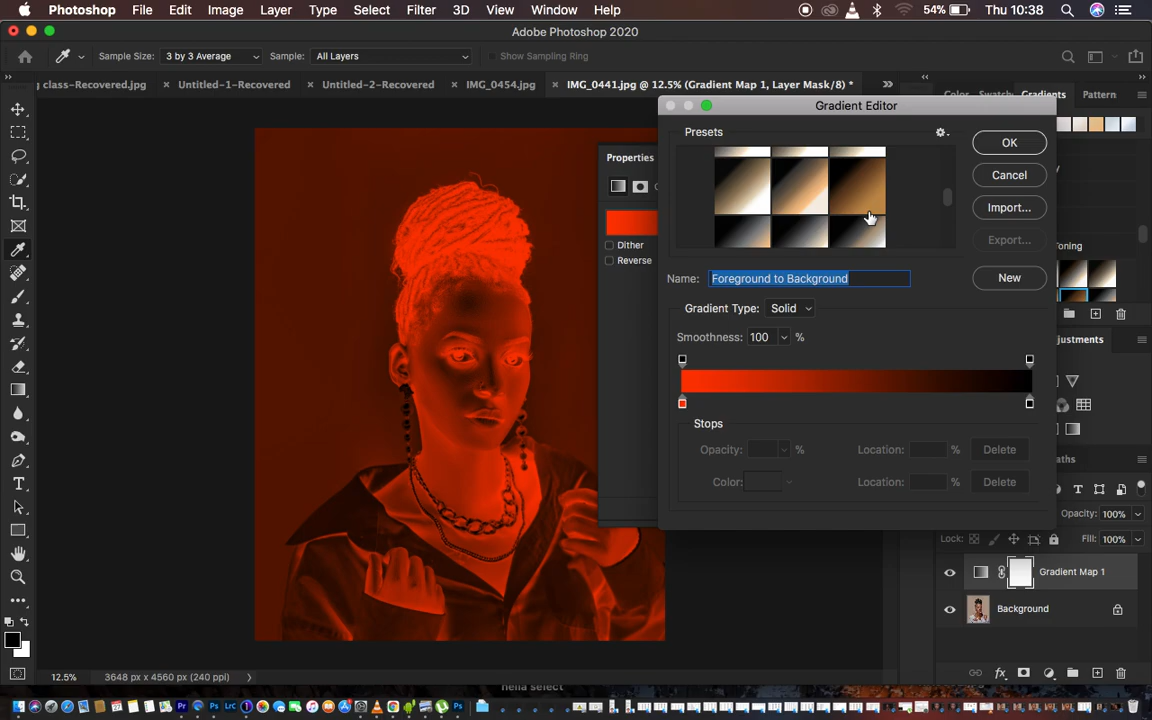 Photoshop File Edit Image Layer Type Select Filter 3D View Window Help 54% Thu 10:38
Adobe Photoshop 2020
Sample Size: 3 by 3 Average Sample: All Layers Show Sampling Ring
class-Recovered.jpg × Untitled-1-Recovered × Untitled-2-Recovered × IMG_0454.jpg × IMG_0441.jpg @ 12.5% (Gradient Map 1, Layer Mask/8) *
Gradients Pattern
Gradient Editor
Presets
OK
Cancel
Import...
Export...
New
Properties
Dither
Reverse
Name: Foreground to Background
Gradient Type: Solid
Smoothness: 100 %
Stops
Opacity: % Location: % Delete
Color: Location: % Delete
Toning
Opacity: 100%
Lock: Fill: 100%
Gradient Map 1
Background
12.5% 3648 px x 4560 px (240 ppi)